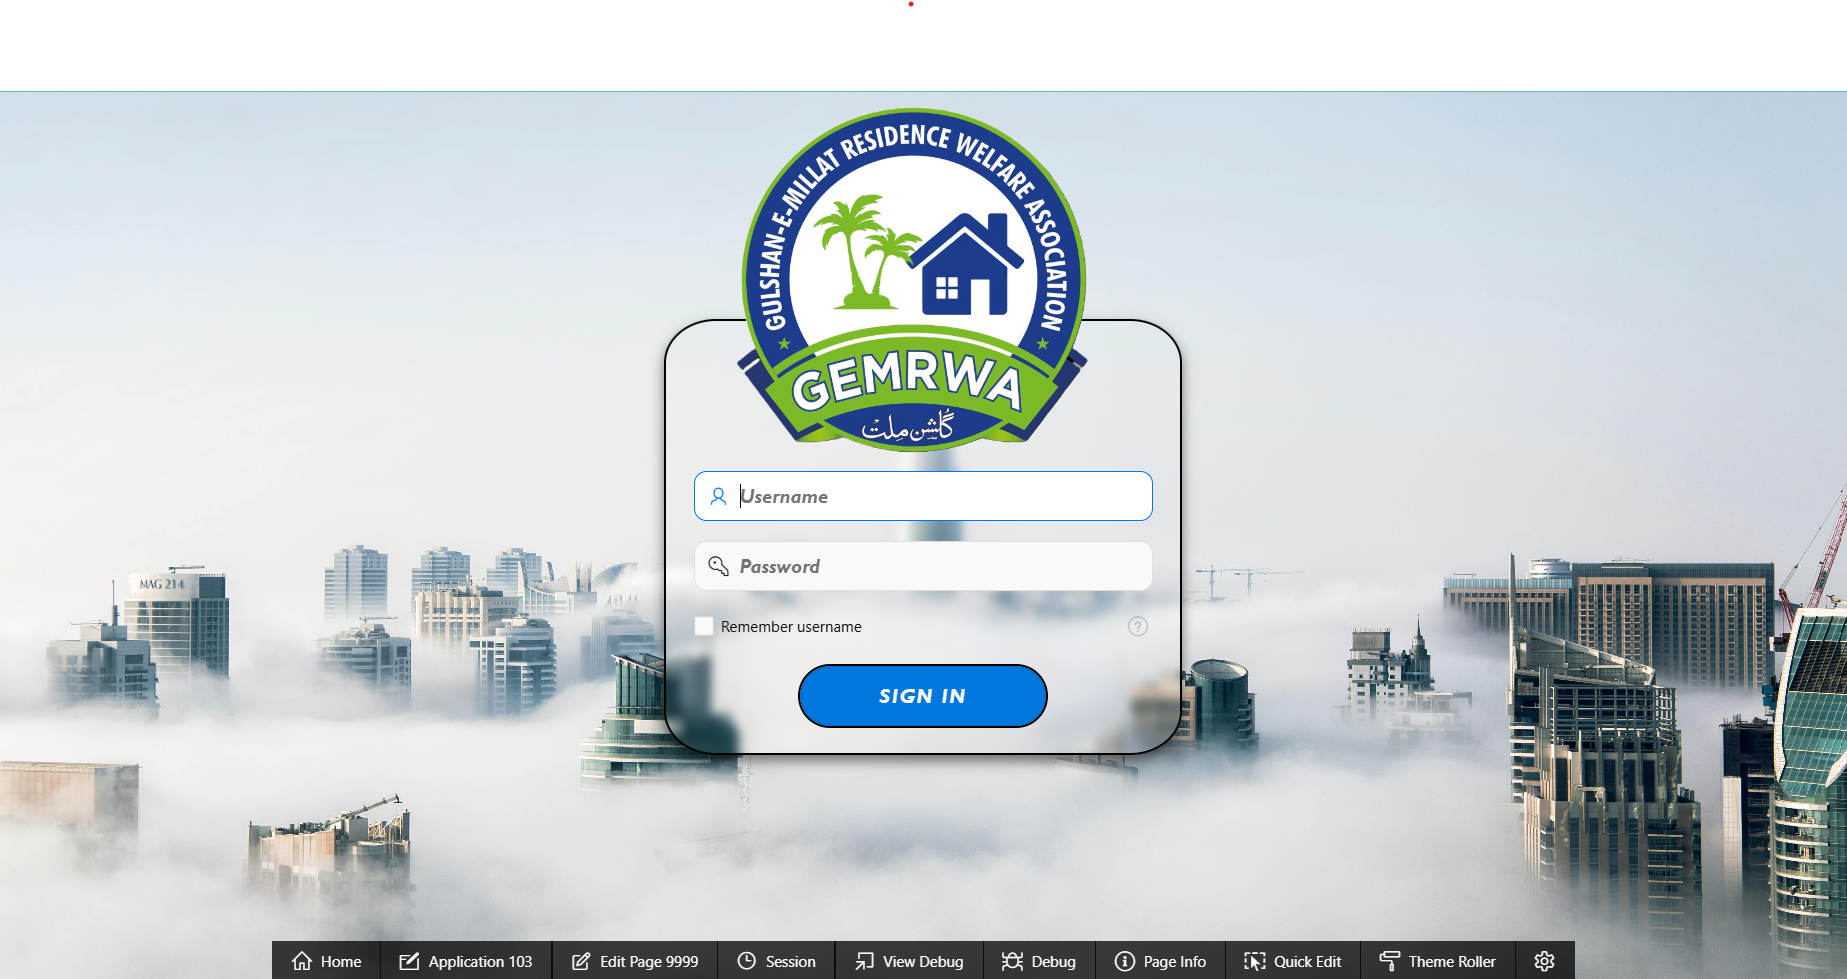 GULSHAN-E-MILLAT RESIDENCE WELFARE ASSOCIATION
GEMRWA
گلشن ملت
Username
Password
Remember username
?
SIGN IN
MAG 214
Home
Application 103
Edit Page 9999
Session
View Debug
Debug
Page Info
Quick Edit
Theme Roller